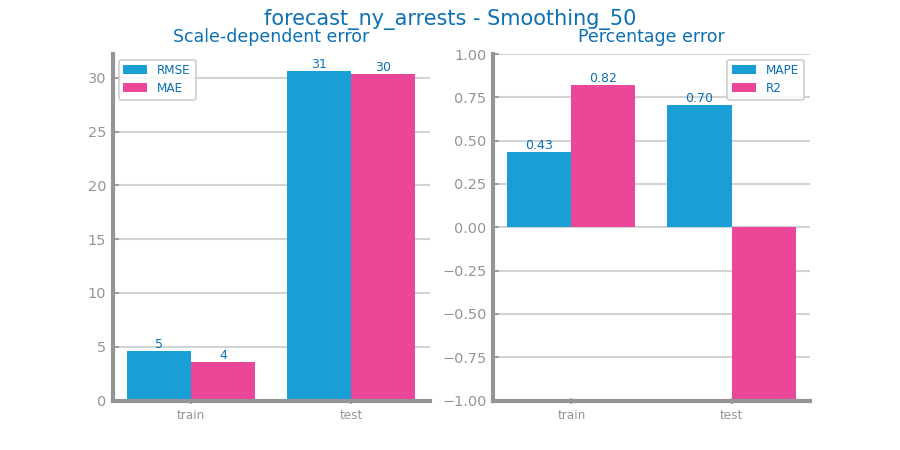 forecast_ny_arrests - Smoothing_50
Scale-dependent error
RMSE
MAE
30
25
20
15
10
5
0
5
4
31
30
train
test
Percentage error
MAPE
R2
1.00
0.75
0.50
0.25
0.00
−0.25
−0.50
−0.75
−1.00
0.43
0.82
0.70
train
test